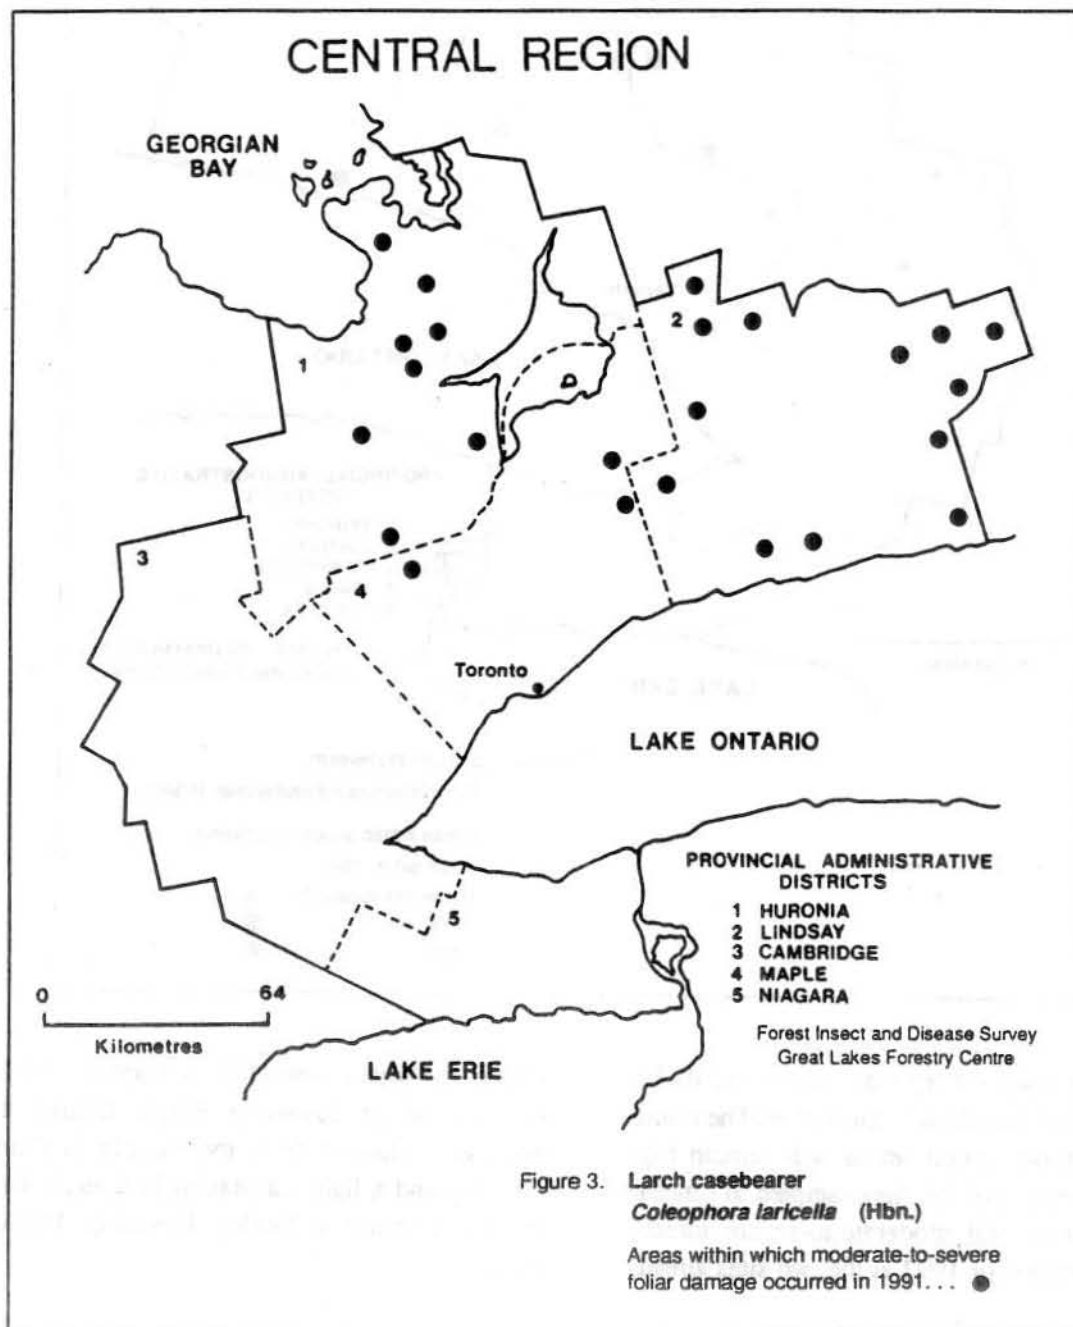 CENTRAL REGION
GEORGIAN
BAY
1
2
3
4
Toronto
LAKE ONTARIO
5
PROVINCIAL ADMINISTRATIVE
DISTRICTS
1 HURONIA
2 LINDSAY
3 CAMBRIDGE
4 MAPLE
5 NIAGARA
0 64
Kilometres
Forest Insect and Disease Survey
Great Lakes Forestry Centre
LAKE ERIE
Figure 3. Larch casebearer
Coleophora laricella (Hbn.)
Areas within which moderate-to-severe
foliar damage occurred in 1991. . .